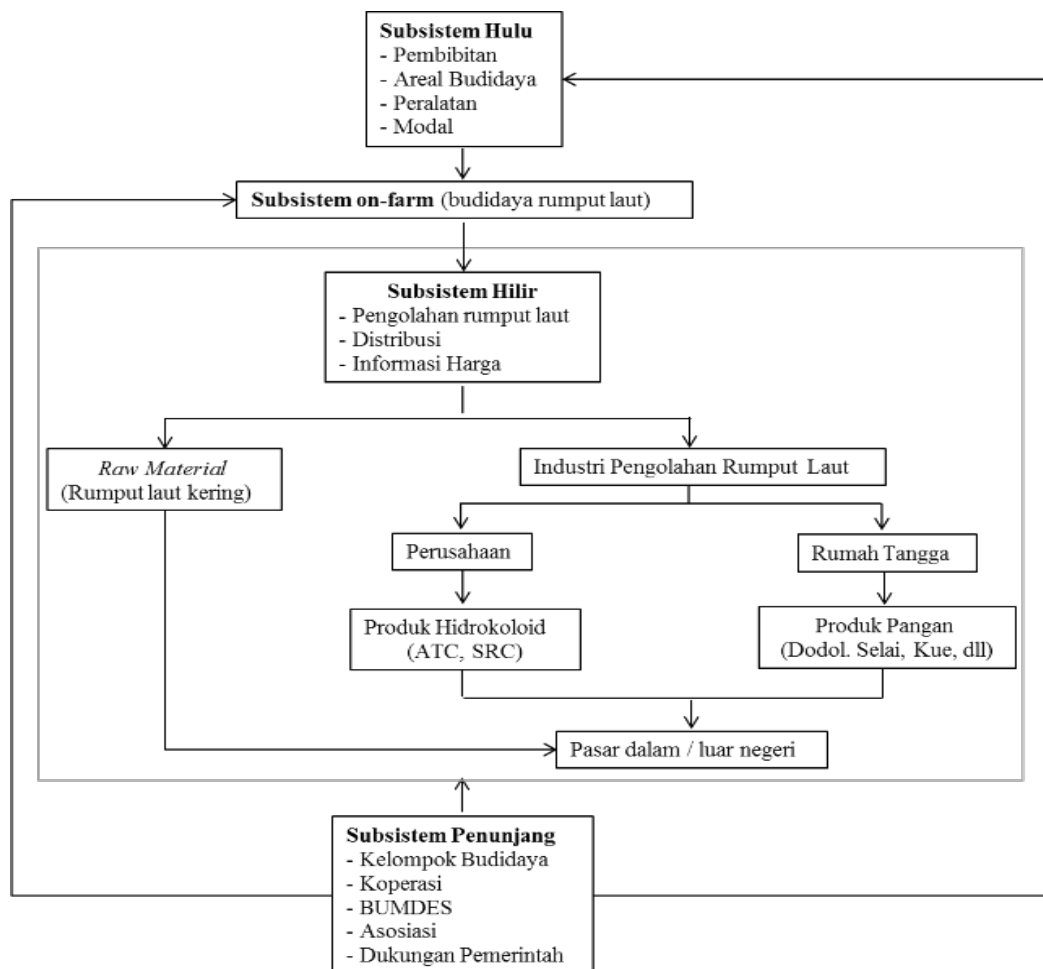 Subsistem Hulu
- Pembibitan
- Areal Budidaya
- Peralatan
- Modal
Subsistem on-farm (budidaya rumput laut)
Subsistem Hilir
- Pengolahan rumput laut
- Distribusi
- Informasi Harga
Raw Material
(Rumput laut kering)
Industri Pengolahan Rumput Laut
Perusahaan
Rumah Tangga
Produk Hidrokoloid
(ATC, SRC)
Produk Pangan
(Dodol. Selai, Kue, dll)
Pasar dalam / luar negeri
Subsistem Penunjang
- Kelompok Budidaya
- Koperasi
- BUMDES
- Asosiasi
- Dukungan Pemerintah